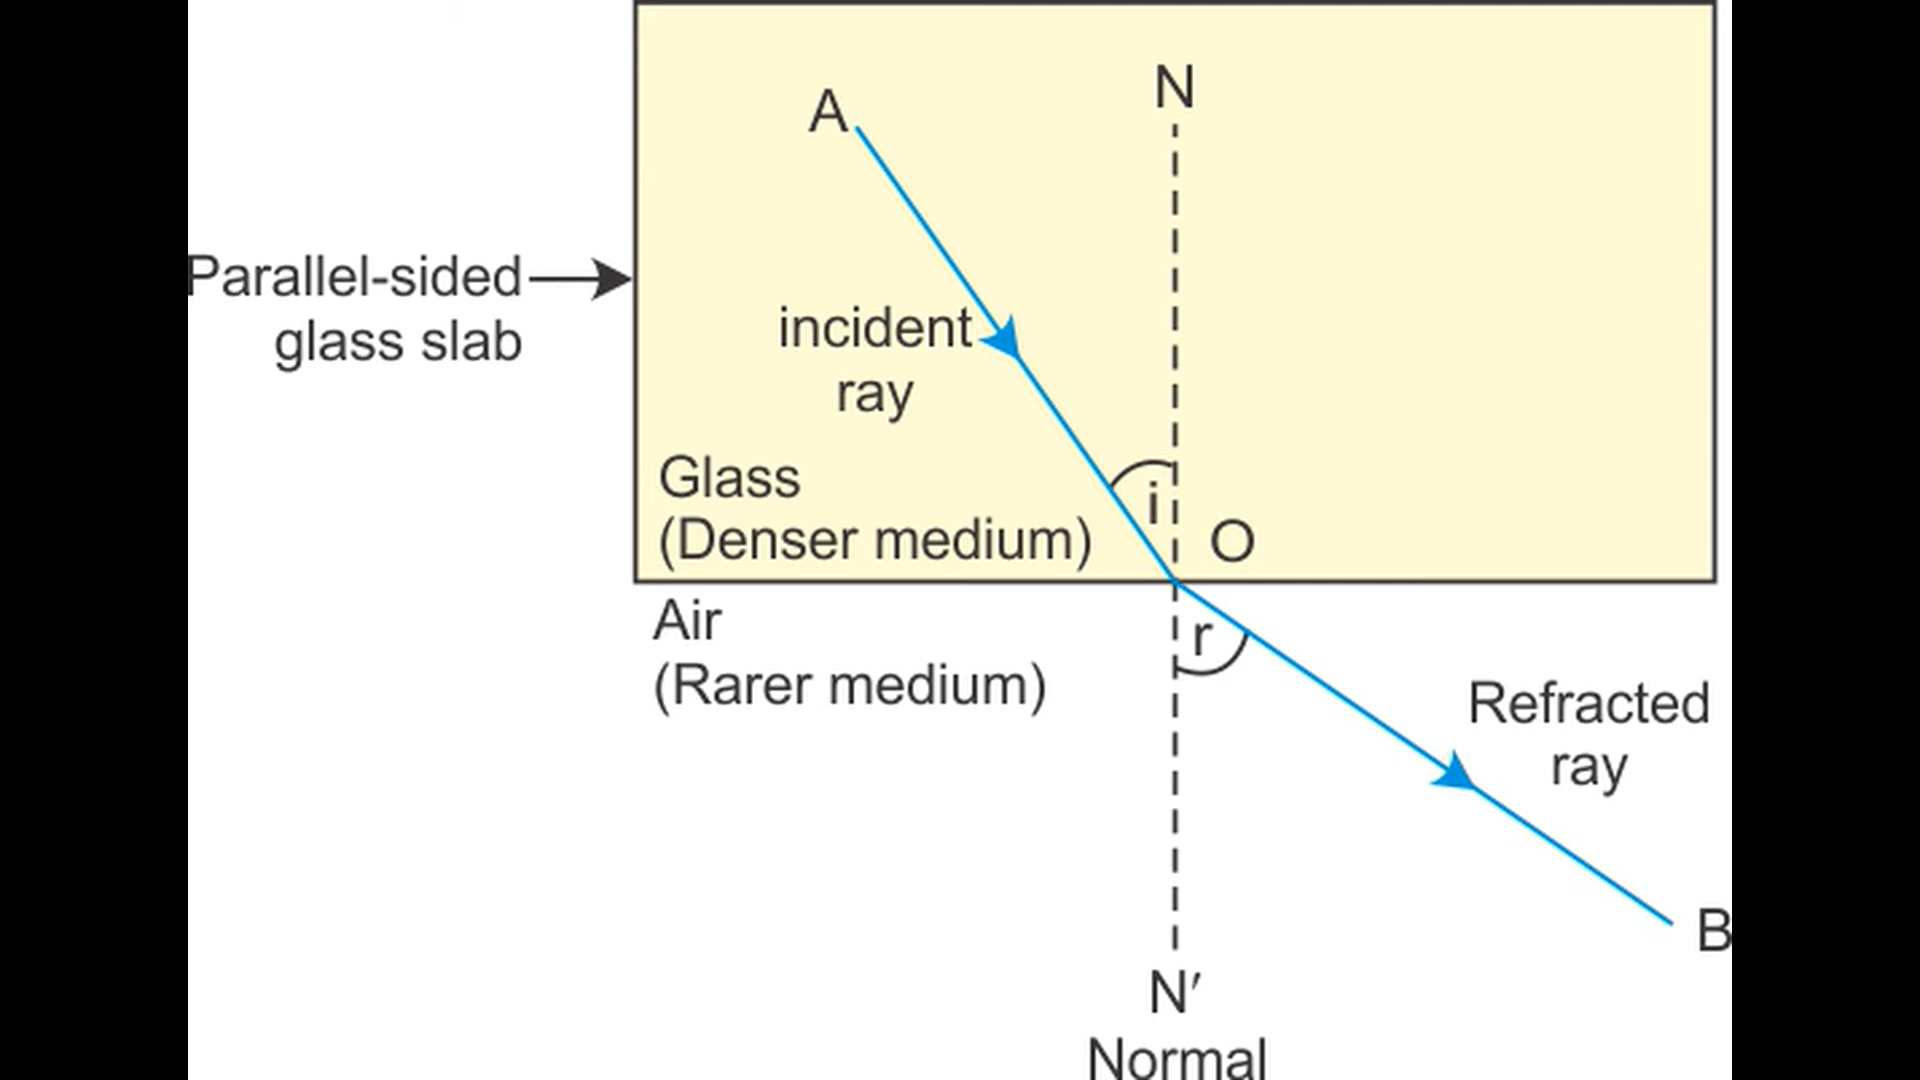 N
A
Parallel-sided
glass slab
incident
ray
Glass
(Denser medium)
i
O
Air
(Rarer medium)
r
Refracted
ray
B
N′
Normal